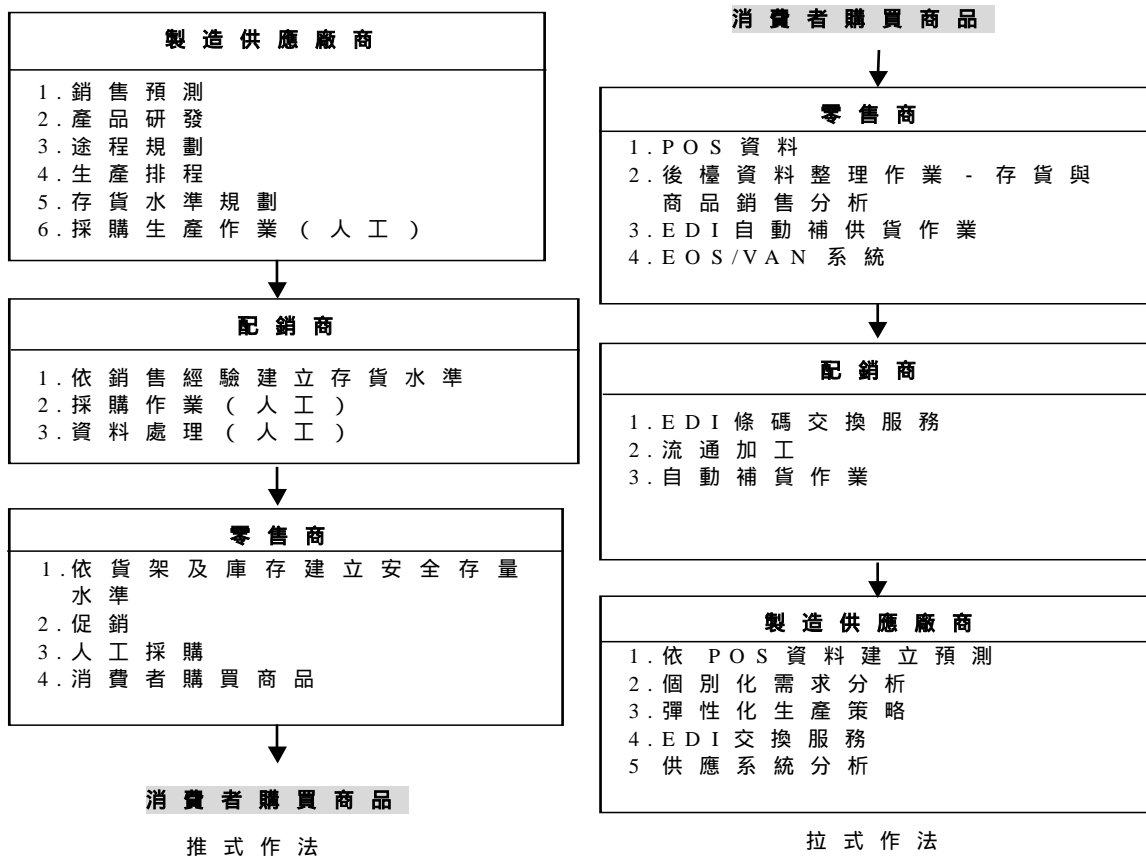 製造供應廠商
1.銷售預測
2.產品研發
3.途程規劃
4.生產排程
5.存貨水準規劃
6.採購生產作業(人工)
配銷商
1.依銷售經驗建立存貨水準
2.採購作業(人工)
3.資料處理(人工)
零售商
1.依貨架及庫存建立安全存量
水準
2.促銷
3.人工採購
4.消費者購買商品
消費者購買商品
推式作法
消費者購買商品
零售商
1.POS資料
2.後檯資料整理作業-存貨與
商品銷售分析
3.EDI自動補供貨作業
4.EOS/VAN系統
配銷商
1.EDI條碼交換服務
2.流通加工
3.自動補貨作業
製造供應廠商
1.依 POS資料建立預測
2.個別化需求分析
3.彈性化生產策略
4.EDI交換服務
5 供應系統分析
拉式作法